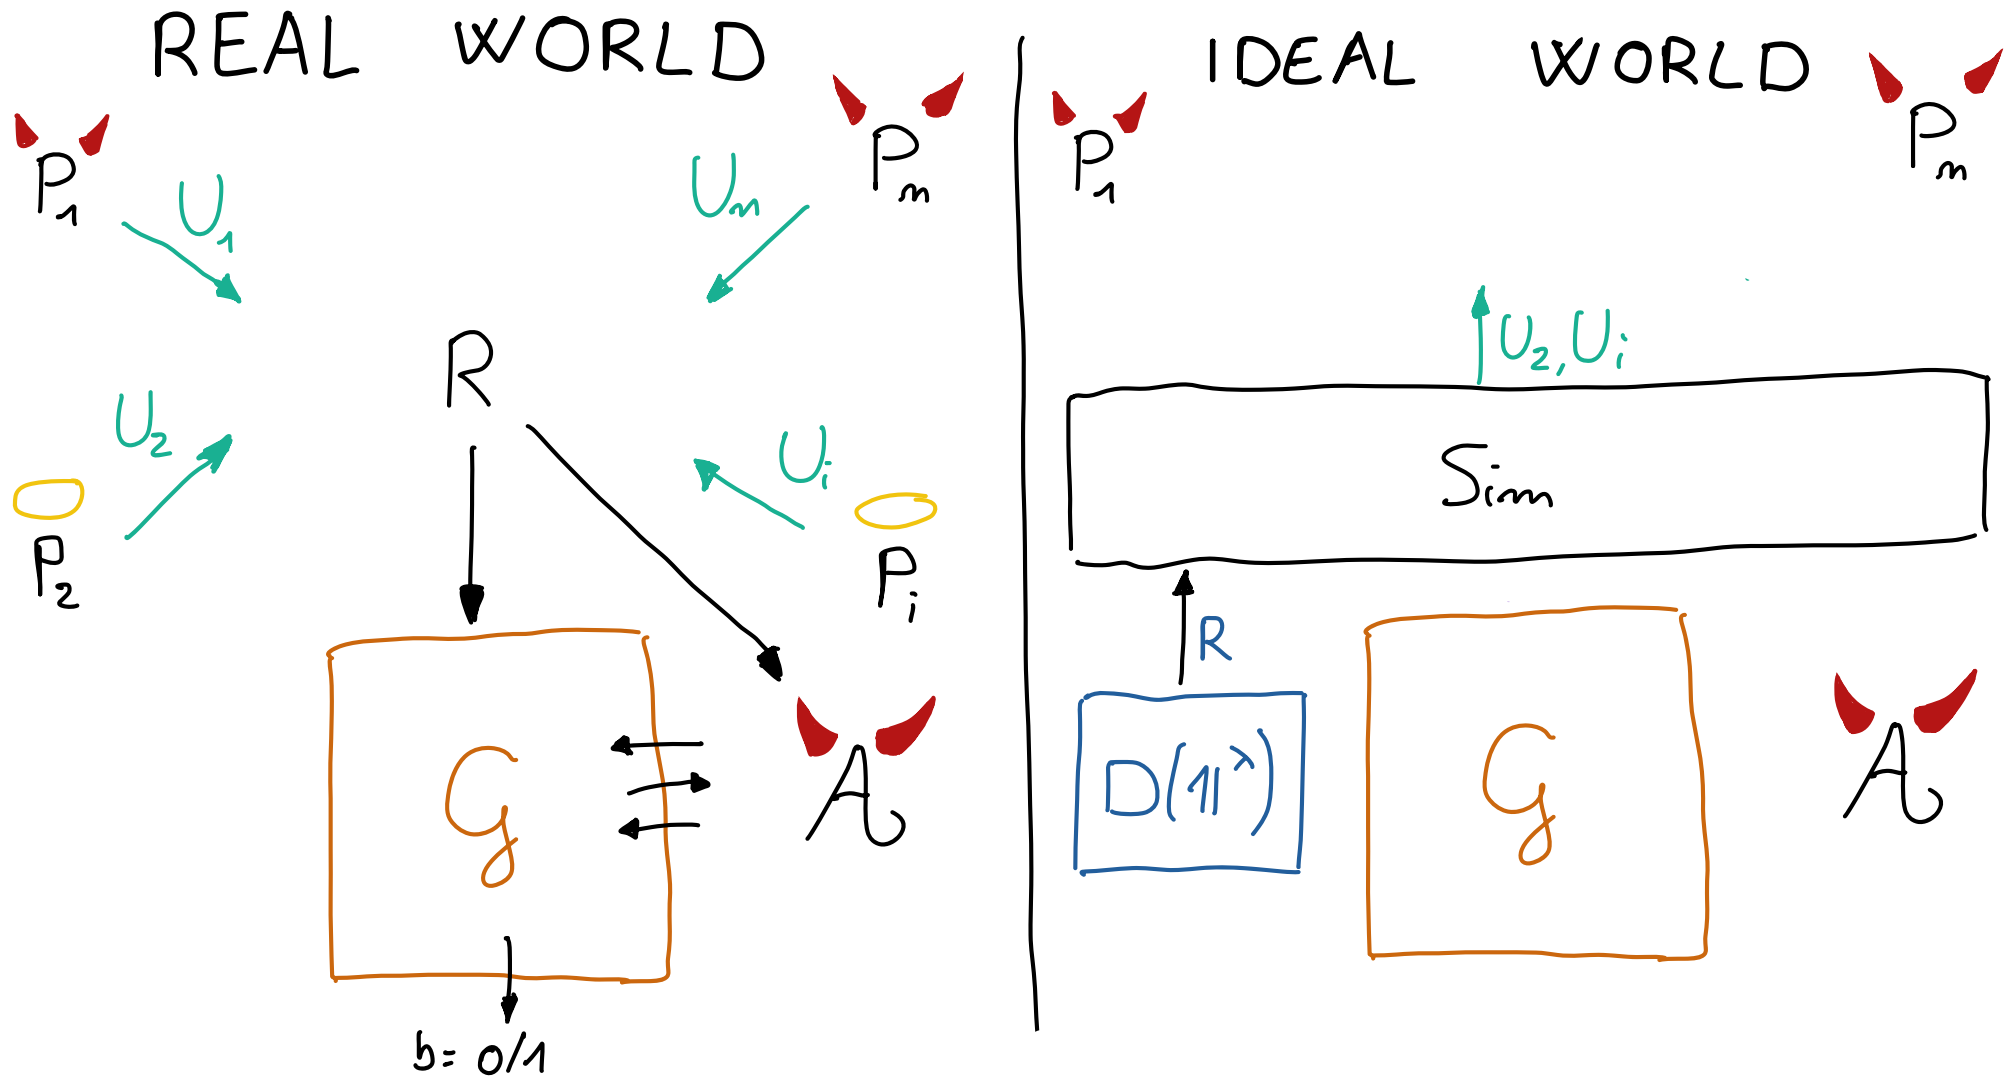 REAL WORLD
IDEAL WORLD
P₁
U₁
Uₙ
Pₙ
P₁
Pₙ
R
U₂
P₂
Uᵢ
Pᵢ
U₂, Uᵢ
Sim
R
G
A
D(1^λ)
G
A
b = 0/1